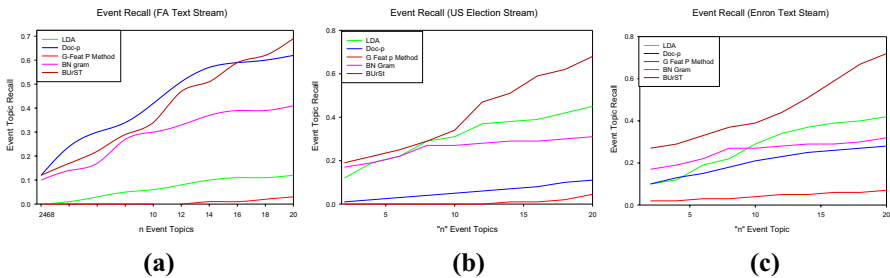 Event Recall (FA Text Stream)
LDA
Doc-p
G-Feat P Method
BN gram
BUrST
Event Topic Recall
0.7
0.6
0.5
0.4
0.3
0.2
0.1
0.0
2468 10 12 14 16 18 20
n Event Topics
(a)
Event Recall (US Election Stream)
LDA
Doc-p
G Feat p Method
BN Gram
BUrST
Event Topic Recall
0.8
0.6
0.4
0.2
0.0
5 10 15 20
"n" Event Topics
(b)
Event Recall (Enron Text Steam)
LDA
Doc-p
G Feat P Method
BN Gram
BUrST
Event Topic Recall
0.8
0.6
0.4
0.2
0.0
5 10 15 20
"n" Event Topic
(c)